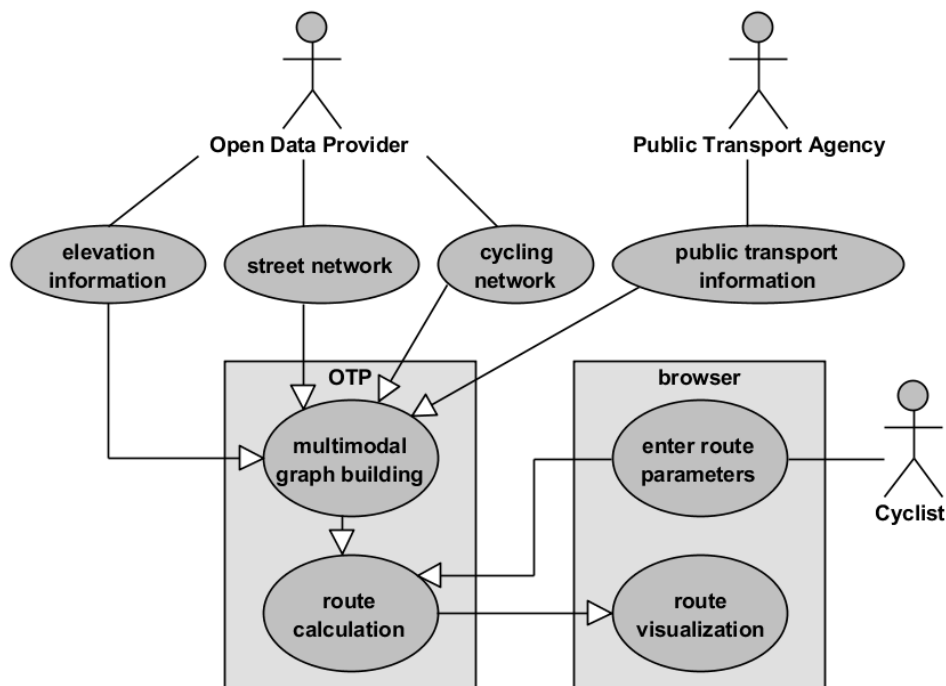 Open Data Provider
Public Transport Agency
elevation
information
street network
cycling
network
public transport
information
OTP
browser
multimodal
graph building
enter route
parameters
Cyclist
route
calculation
route
visualization